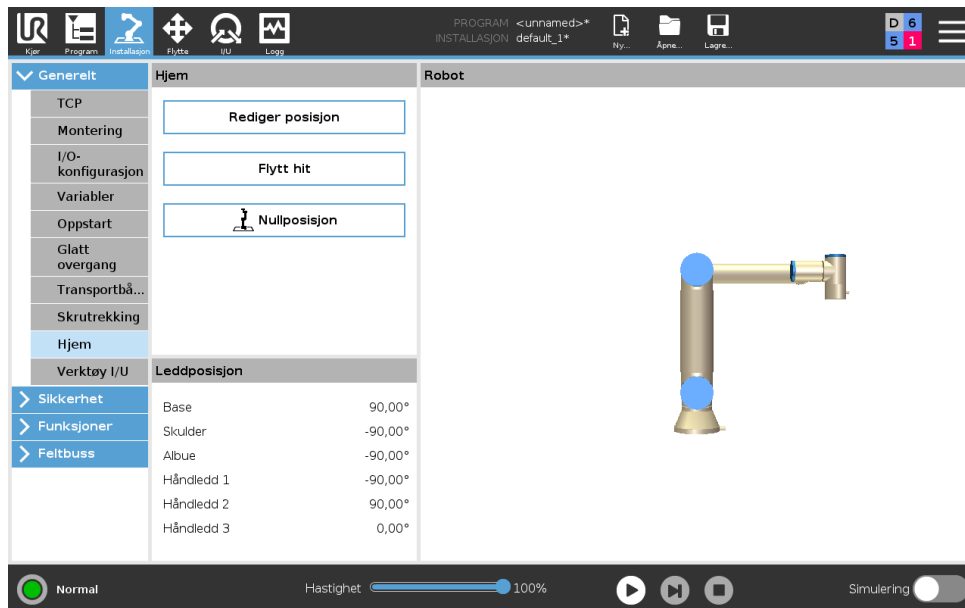 UR
PROGRAM <unnamed>*
INSTALLASJON default_1*
Kjør Program Installasjon Flytte I/U Logg
Ny... Åpne... Lagre...
D 6
5 1
Generelt
TCP
Montering
I/O-
konfigurasjon
Variabler
Oppstart
Glatt
overgang
Transportbå...
Skrutrekking
Hjem
Verktøy I/U
Sikkerhet
Funksjoner
Feltbuss
Hjem
Rediger posisjon
Flytt hit
Nullposisjon
Leddposisjon
Base 90,00°
Skulder -90,00°
Albue -90,00°
Håndledd 1 -90,00°
Håndledd 2 90,00°
Håndledd 3 0,00°
Robot
Normal
Hastighet 100%
Simulering